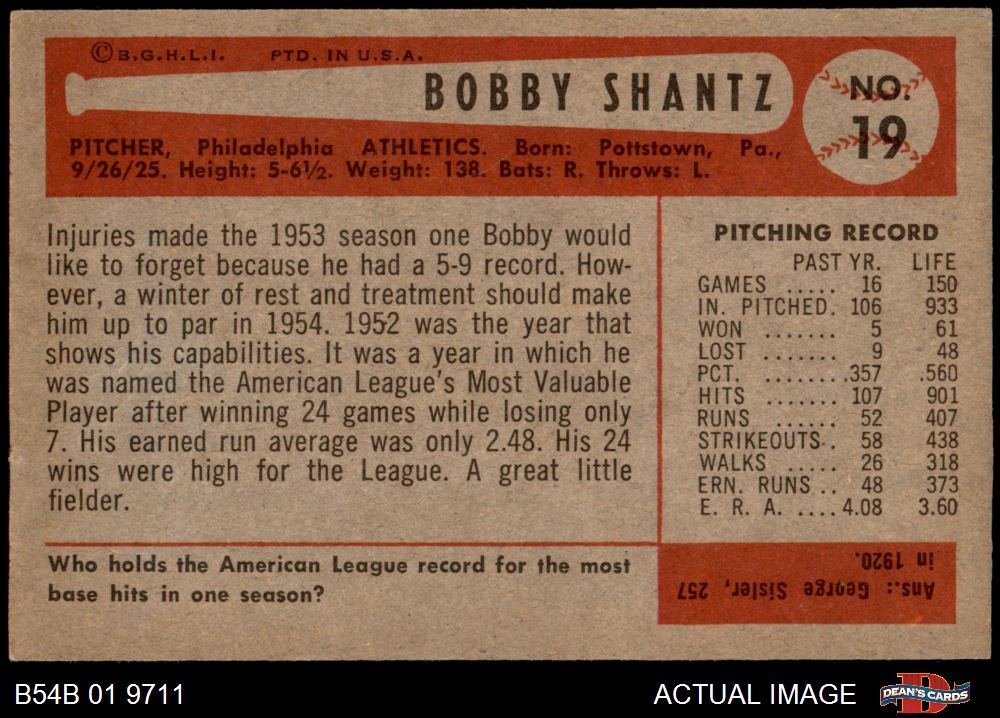 ©B.G.H.L.I. PTD. IN U.S.A.
BOBBY SHANTZ
NO.
19
PITCHER, Philadelphia ATHLETICS. Born: Pottstown, Pa.,
9/26/25. Height: 5-6½. Weight: 138. Bats: R. Throws: L.
Injuries made the 1953 season one Bobby would
like to forget because he had a 5-9 record. How-
ever, a winter of rest and treatment should make
him up to par in 1954. 1952 was the year that
shows his capabilities. It was a year in which he
was named the American League's Most Valuable
Player after winning 24 games while losing only
7. His earned run average was only 2.48. His 24
wins were high for the League. A great little
fielder.
PITCHING RECORD
PAST YR. LIFE
GAMES ..... 16 150
IN. PITCHED. 106 933
WON ....... 5 61
LOST ....... 9 48
PCT. ........357 .560
HITS ....... 107 901
RUNS ...... 52 407
STRIKEOUTS. . 58 438
WALKS ..... 26 318
ERN. RUNS .. 48 373
E. R. A. ....4.08 3.60
Who holds the American League record for the most
base hits in one season?
Ans.: George Sisler, 257
in 1920.
B54B 01 9711
ACTUAL IMAGE
DEAN'S CARDS